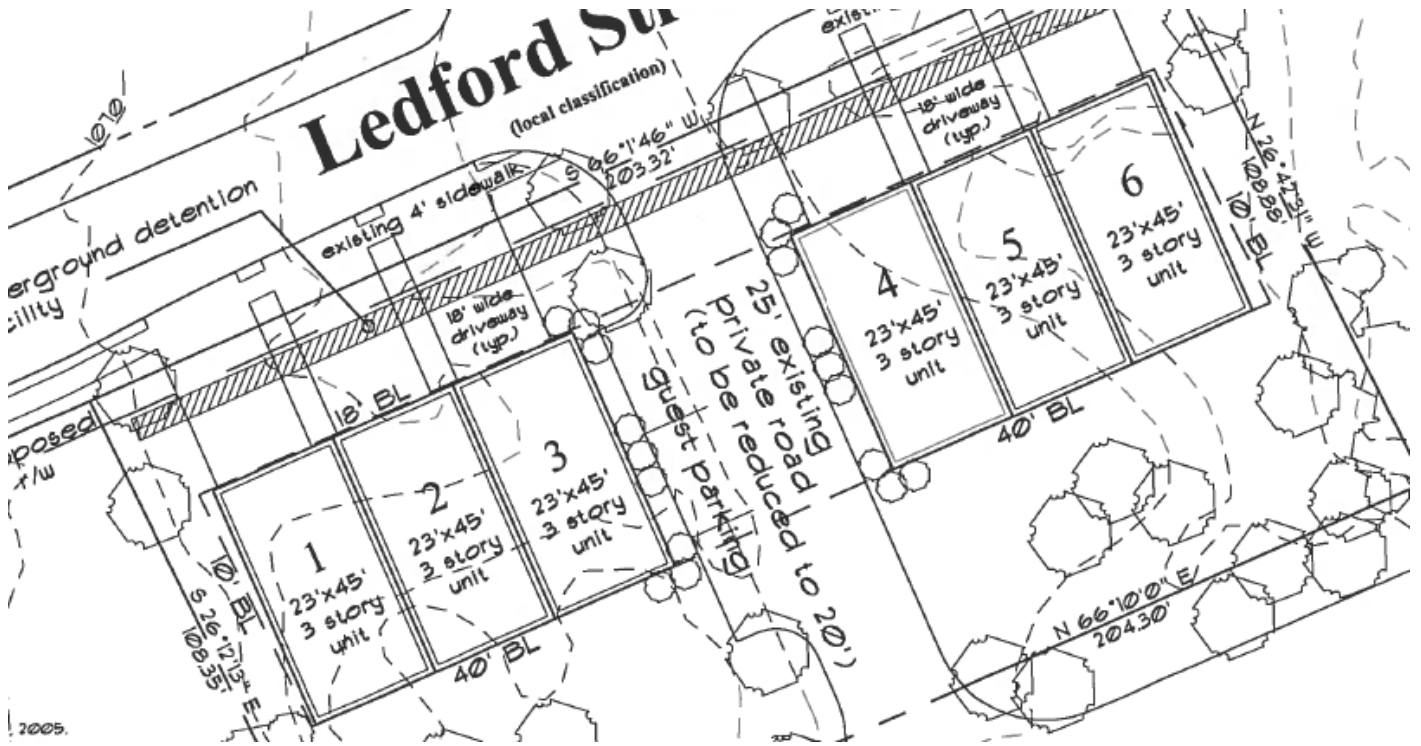 Ledford Str
(local classification)
existing
1010
erground detention
cility
existing 4' sidewalk
S 66°1'46" W
203.32'
18' wide
driveway
(typ.)
18' wide
driveway
(typ.)
18' BL
posed
r/w
1
23'x45'
3 story
unit
2
23'x45'
3 story
unit
3
23'x45'
3 story
unit
4
23'x45'
3 story
unit
5
23'x45'
3 story
unit
6
23'x45'
3 story
unit
10' BL
S 26°12'13" E
108.35'
40' BL
guest parking
25' existing
private road
(to be reduced to 20')
40' BL
10' BL
108.88'
N 66°10'0" E
204.30'
2005.